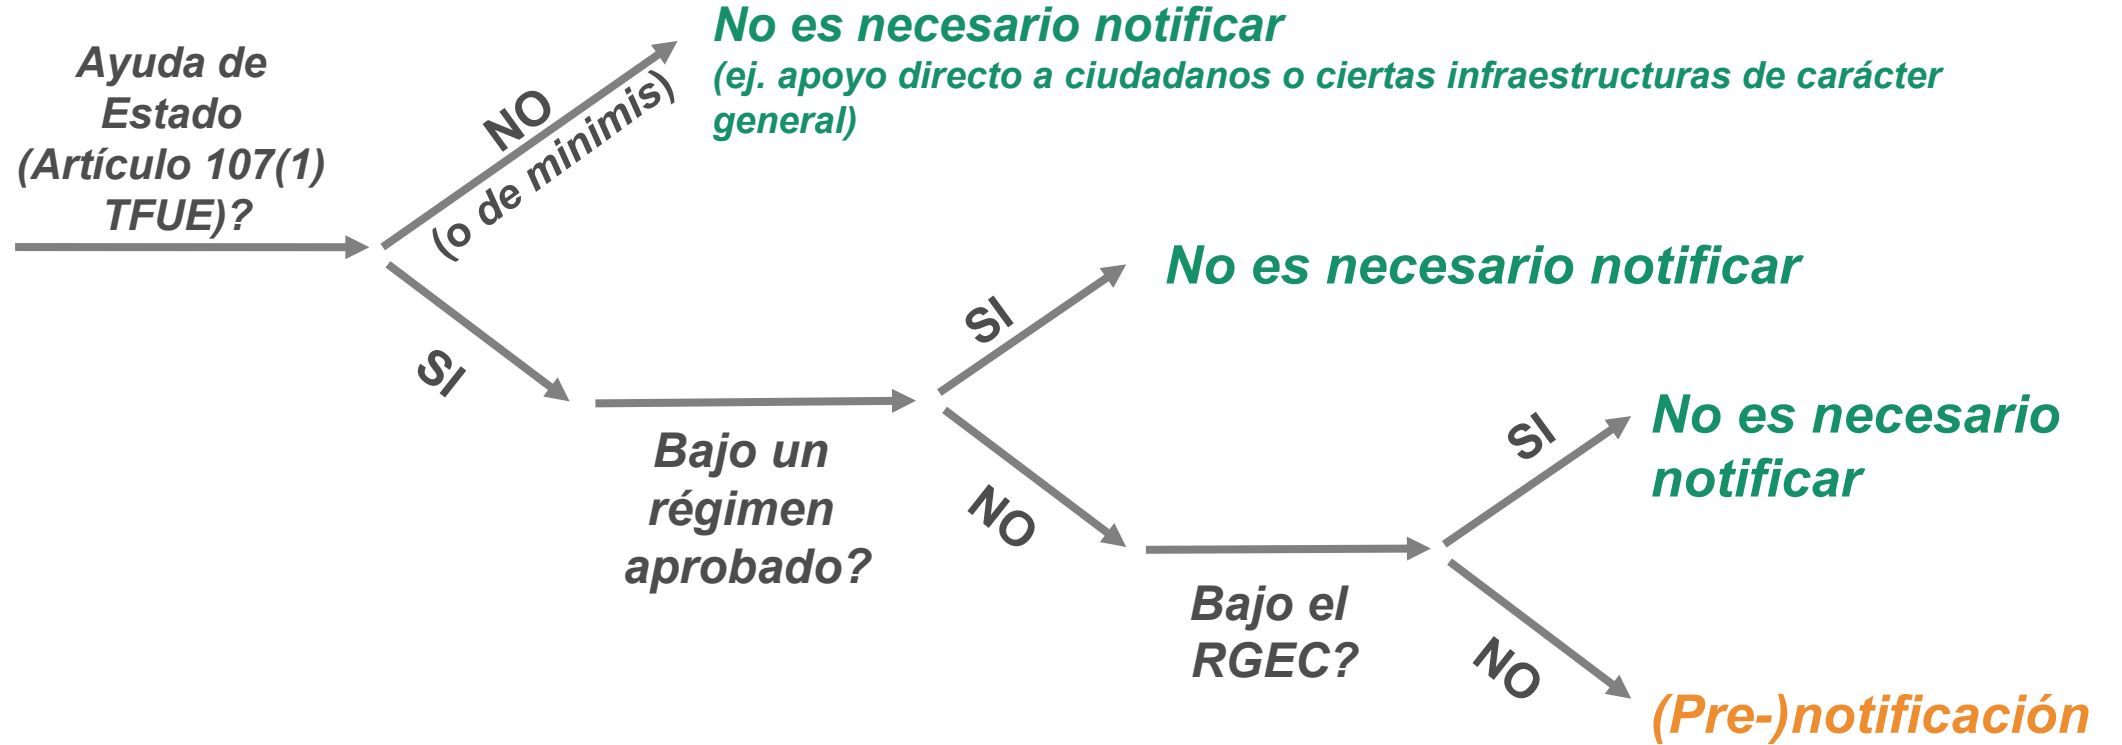 Ayuda de
Estado
(Artículo 107(1)
TFUE)?
NO
(o de minimis)
No es necesario notificar
(ej. apoyo directo a ciudadanos o ciertas infraestructuras de carácter
general)
SI
Bajo un
régimen
aprobado?
SI
No es necesario notificar
NO
Bajo el
RGEC?
SI
No es necesario
notificar
NO
(Pre-)notificación